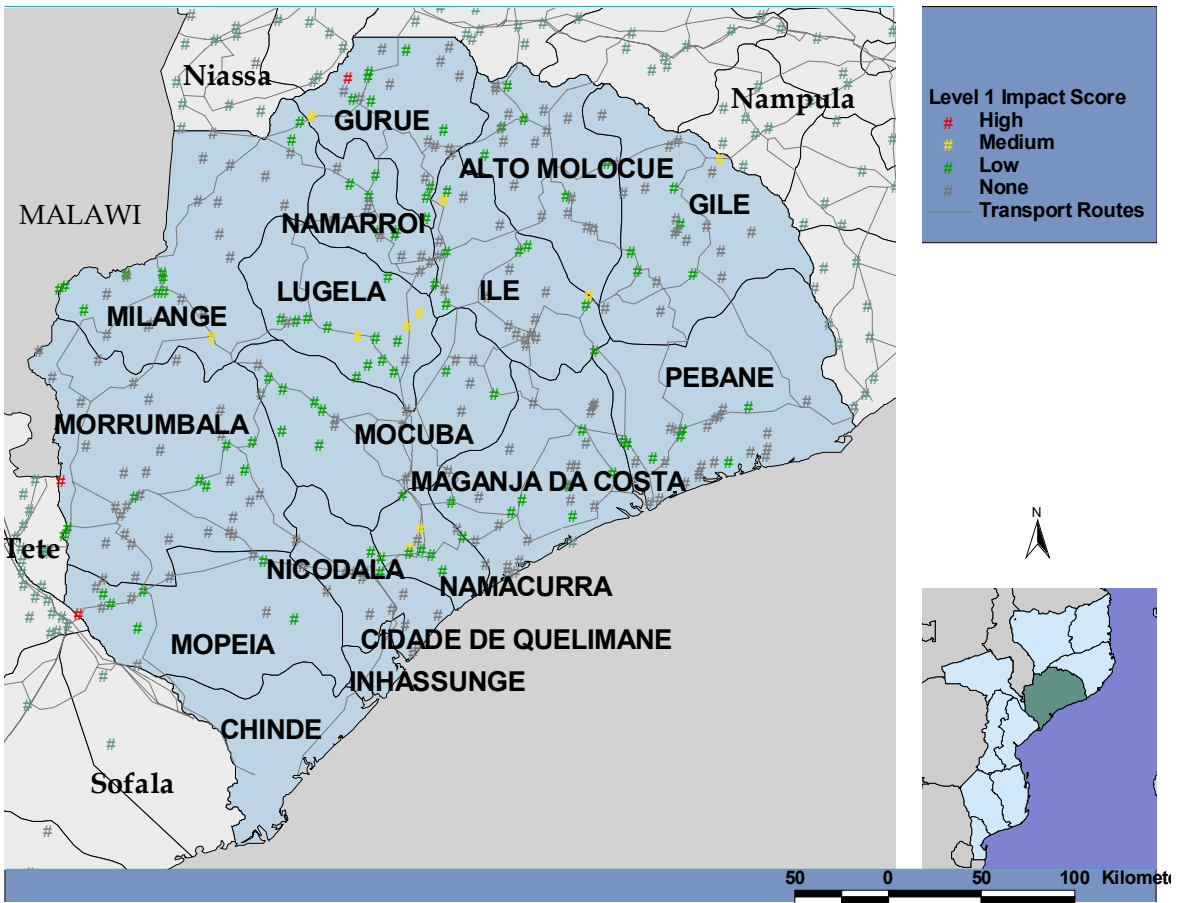 Niassa
Nampula
GURUE
ALTO MOLOCUE
GILE
MALAWI
NAMARROI
LUGELA
ILE
MILANGE
PEBANE
MORRUMBALA
MOCUBA
MAGANJA DA COSTA
Tete
NICODALA
NAMACURRA
MOPEIA
CIDADE DE QUELIMANE
INHASSUNGE
CHINDE
Sofala
Level 1 Impact Score
# High
# Medium
# Low
# None
Transport Routes
N
50 0 50 100 Kilomete